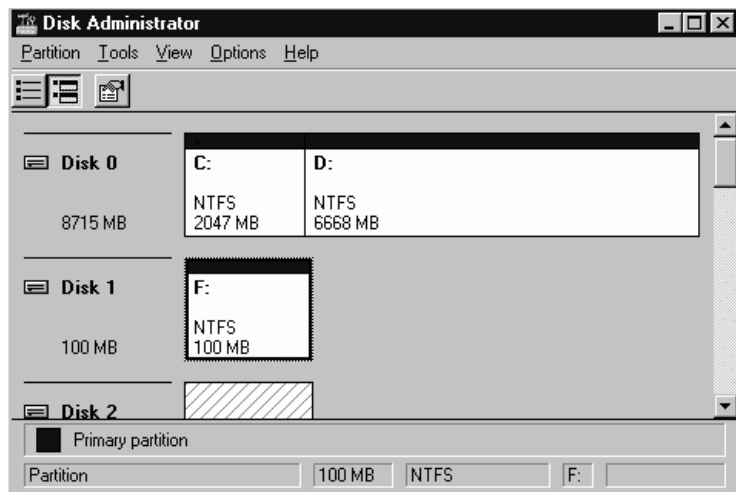 Disk Administrator
Partition Tools View Options Help
Disk 0
8715 MB
C:
NTFS
2047 MB
D:
NTFS
6668 MB
Disk 1
100 MB
F:
NTFS
100 MB
Disk 2
Primary partition
Partition 100 MB NTFS F: